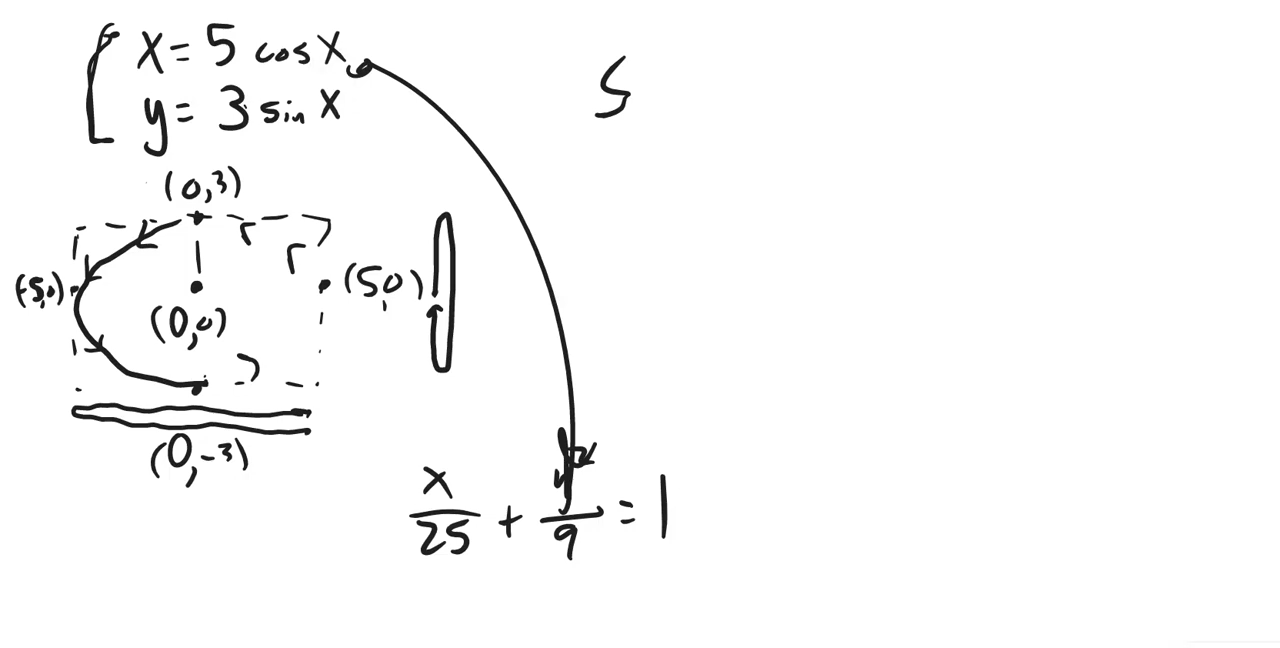 x = 5 cos x
y = 3 sin x
S
(0,3)
(-5,0)
(5,0)
(0,0)
(0,-3)
x/25 + y/9 = 1